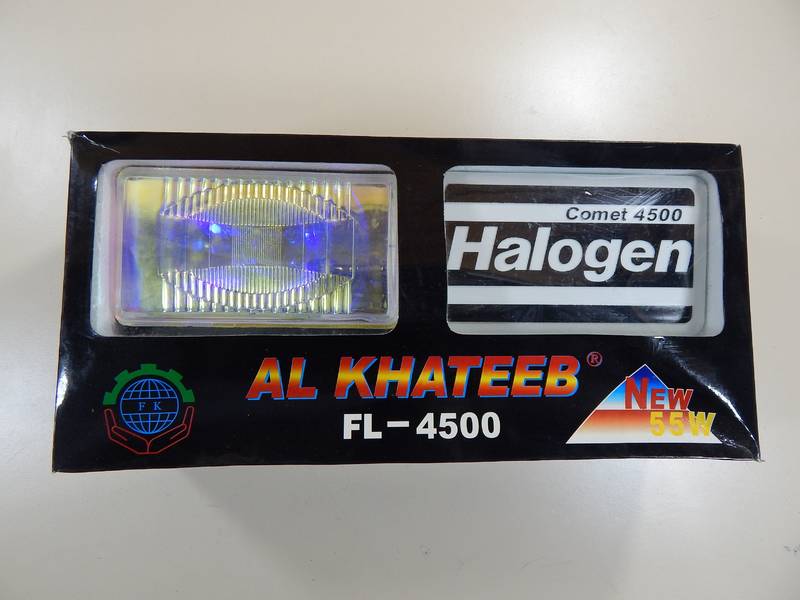 Comet 4500
Halogen
AL KHATEEB®
FL-4500
F K
NEW
55W